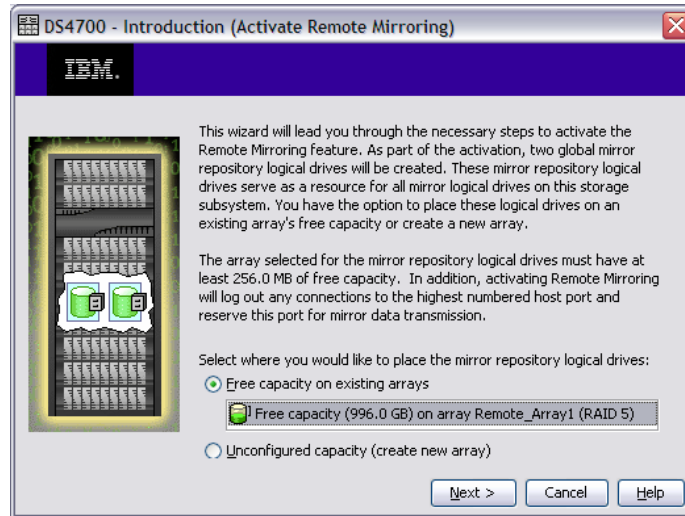 DS4700 - Introduction (Activate Remote Mirroring)
IBM.
This wizard will lead you through the necessary steps to activate the
Remote Mirroring feature. As part of the activation, two global mirror
repository logical drives will be created. These mirror repository logical
drives serve as a resource for all mirror logical drives on this storage
subsystem. You have the option to place these logical drives on an
existing array's free capacity or create a new array.
The array selected for the mirror repository logical drives must have at
least 256.0 MB of free capacity. In addition, activating Remote Mirroring
will log out any connections to the highest numbered host port and
reserve this port for mirror data transmission.
Select where you would like to place the mirror repository logical drives:
Free capacity on existing arrays
Free capacity (996.0 GB) on array Remote_Array1 (RAID 5)
Unconfigured capacity (create new array)
Next > Cancel Help